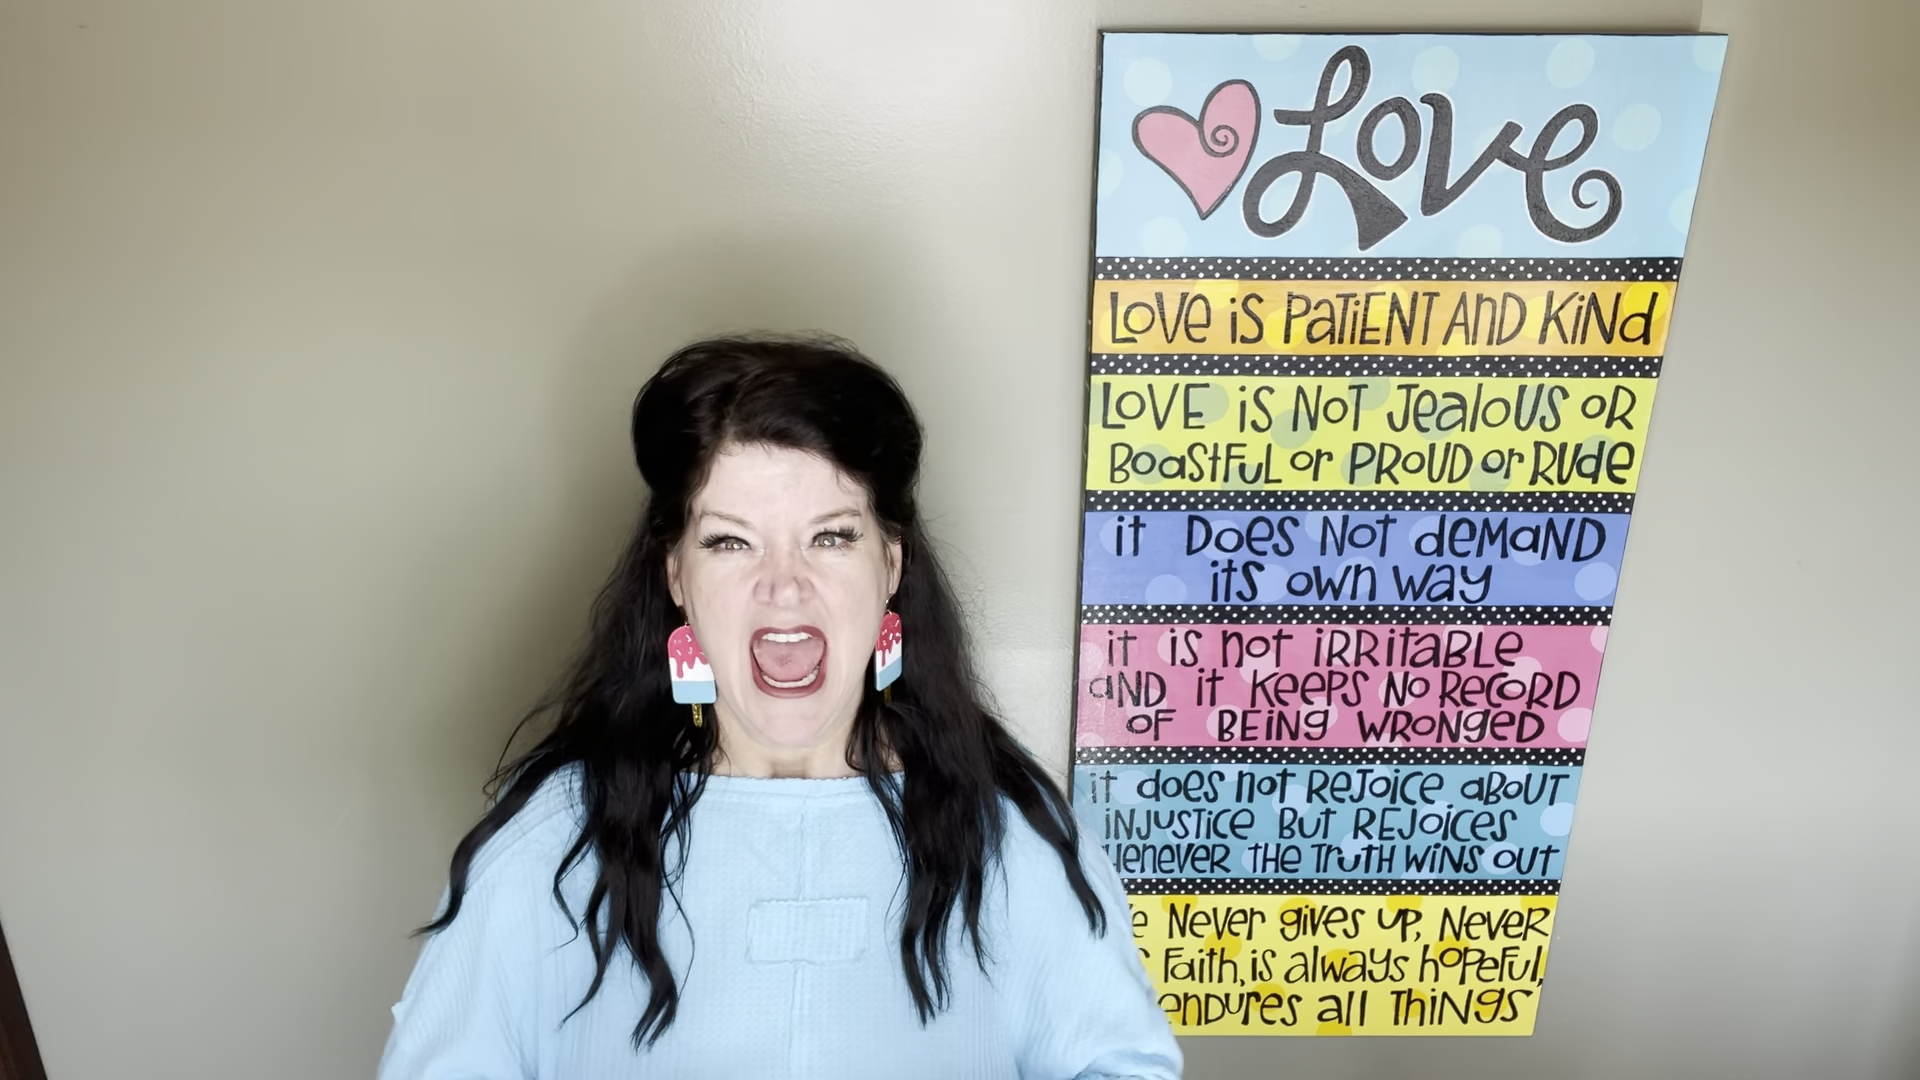 Love
Love is Patient and Kind
Love is not Jealous or
Boastful or Proud or Rude
it Does Not demand
its own way
it is not irritable
and it keeps no record
of being wronged
it does not rejoice about
injustice but rejoices
the truth wins out
Never gives up, Never
Faith, is always hopeful,
endures all things